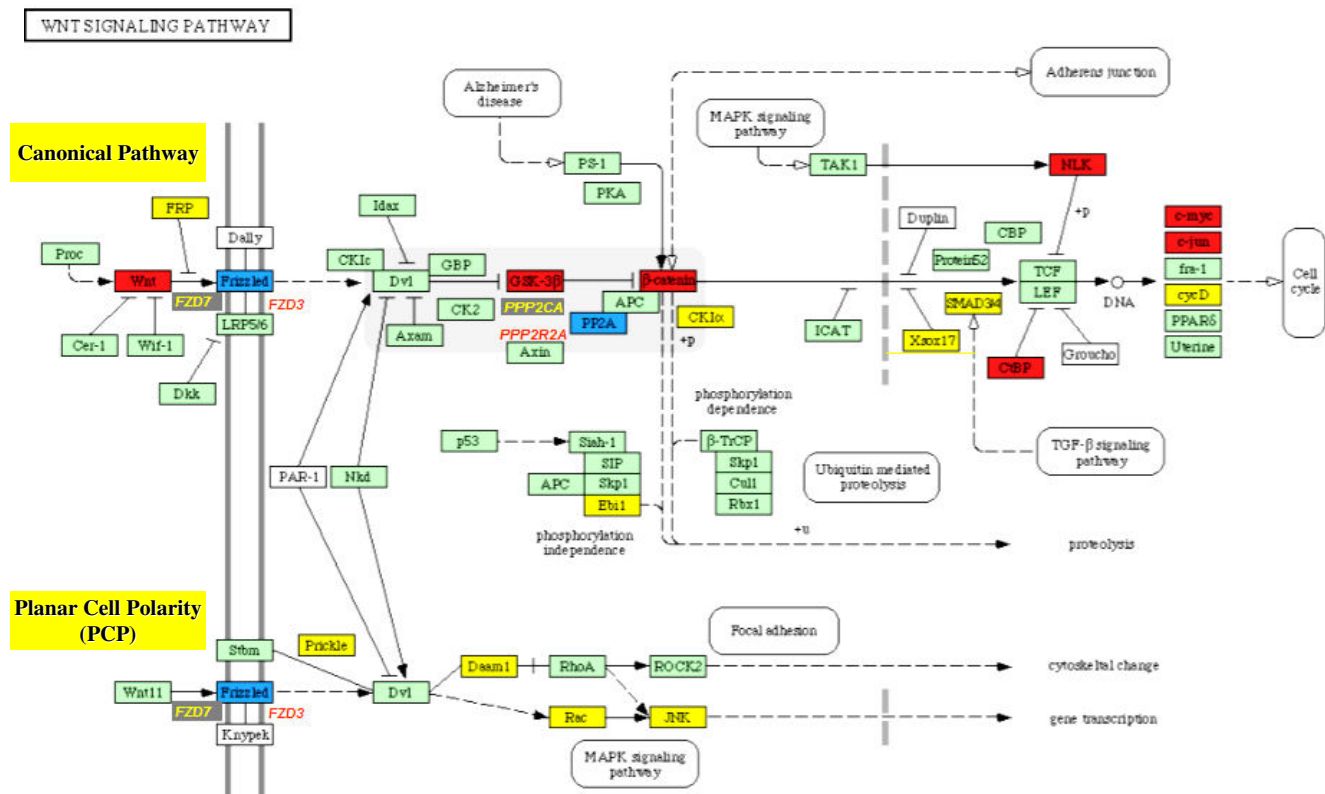 WNT SIGNALING PATHWAY
Canonical Pathway
Alzheimer's
disease
Adherens junction
MAPK signaling
pathway
PS-1
PKA
TAK1
NLK
+p
FRP
Idax
Duplin
c-myc
c-jun
fra-1
cycD
PPARδ
Uterine
Proc
Dally
CKIε
GBP
CBP
Protein52
Wnt
Frizzled
Dvl
GSK-3β
β-catenin
TCF
LEF
DNA
Cell
cycle
FZD7
FZD3
CK2
PPP2CA
APC
PP2A
CKIα
SMAD3/4
LRP5/6
Axam
PPP2R2A
Axin
+p
ICAT
Xsox17
Cer-1
Wif-1
Groucho
CtBP
Dkk
phosphorylation
dependence
p53
Siah-1
β-TrCP
TGF-β signaling
pathway
SIP
Skp1
PAR-1
Nkd
APC
Skp1
Cul1
Ubiquitin mediated
proteolysis
Ebi1
Rbx1
phosphorylation
independence
+u
proteolysis
Planar Cell Polarity
(PCP)
Stbm
Prickle
Focal adhesion
Daam1
RhoA
ROCK2
cytoskeltal change
Wnt11
Frizzled
Dvl
FZD7
FZD3
Rac
JNK
gene transcription
Knypek
MAPK signaling
pathway